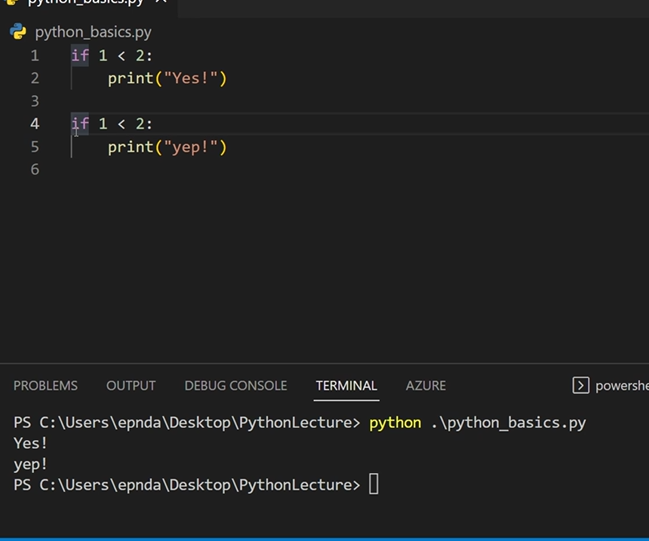 python_basics.py
python_basics.py
1 if 1 < 2:
2 print("Yes!")
3
4 if 1 < 2:
5 print("yep!")
6
PROBLEMS OUTPUT DEBUG CONSOLE TERMINAL AZURE powershe
PS C:\Users\epnda\Desktop\PythonLecture> python .\python_basics.py
Yes!
yep!
PS C:\Users\epnda\Desktop\PythonLecture>